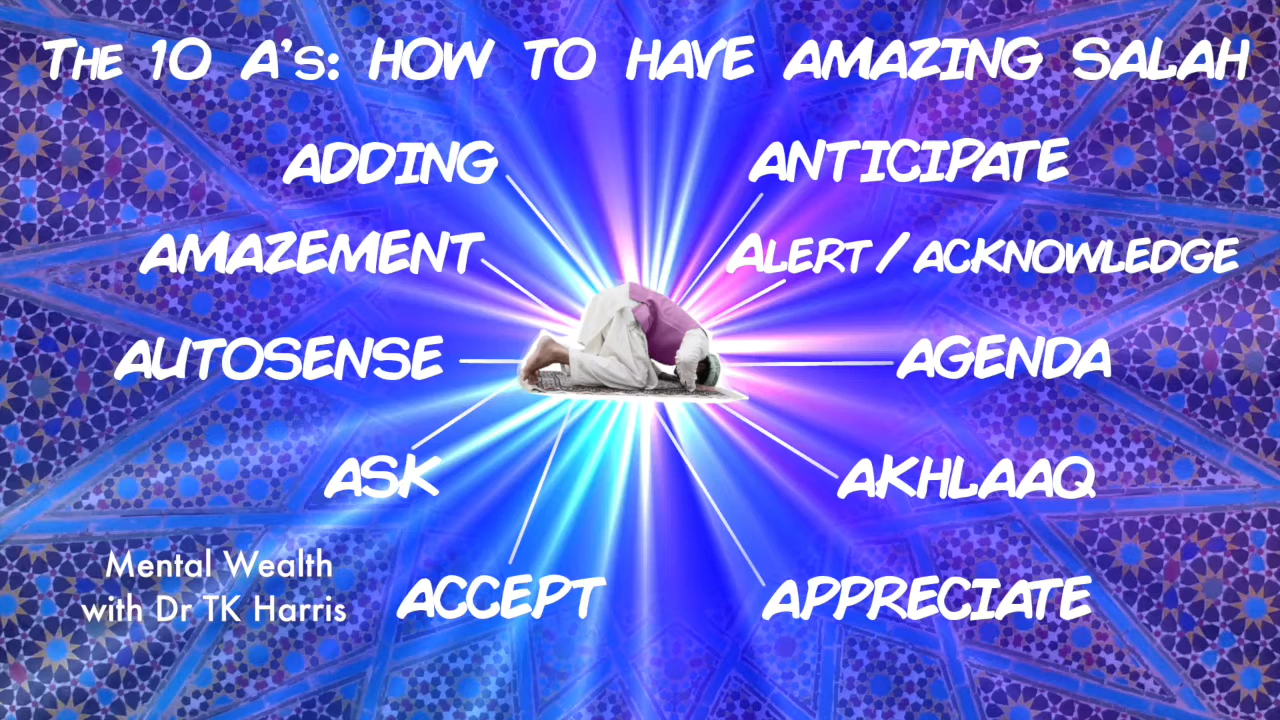 The 10 A's: HOW TO HAVE AMAZING SALAH
ADDING
ANTICIPATE
AMAZEMENT
ALERT / ACKNOWLEDGE
AUTOSENSE
AGENDA
ASK
AKHLAAQ
ACCEPT
APPRECIATE
Mental Wealth
with Dr TK Harris